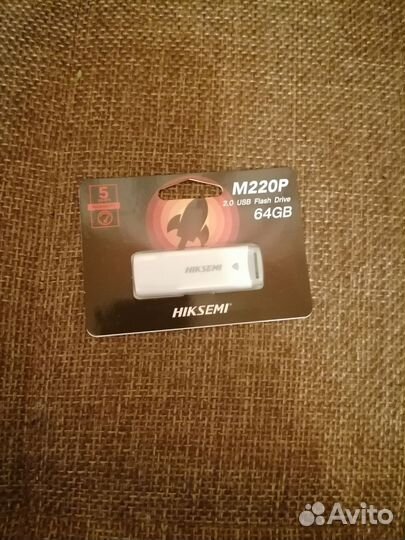 5
M220P
2.0 USB Flash Drive
64GB
HIKSEMI
HIKSEMI
Avito